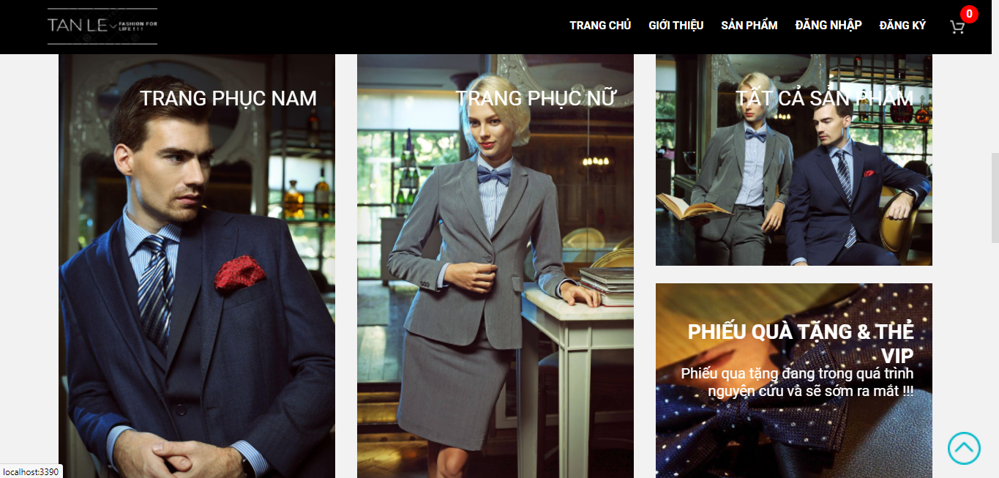 TAN LE
FASHION FOR
LIFE !!!
TRANG CHỦ
GIỚI THIỆU
SẢN PHẨM
ĐĂNG NHẬP
ĐĂNG KÝ
0
TRANG PHỤC NAM
TRANG PHỤC NỮ
TẤT CẢ SẢN PHẨM
PHIẾU QUÀ TẶNG & THẺ
VIP
Phiếu qua tặng đang trong quá trình
nguyện cứu và sẽ sớm ra mắt !!!
localhost:3390